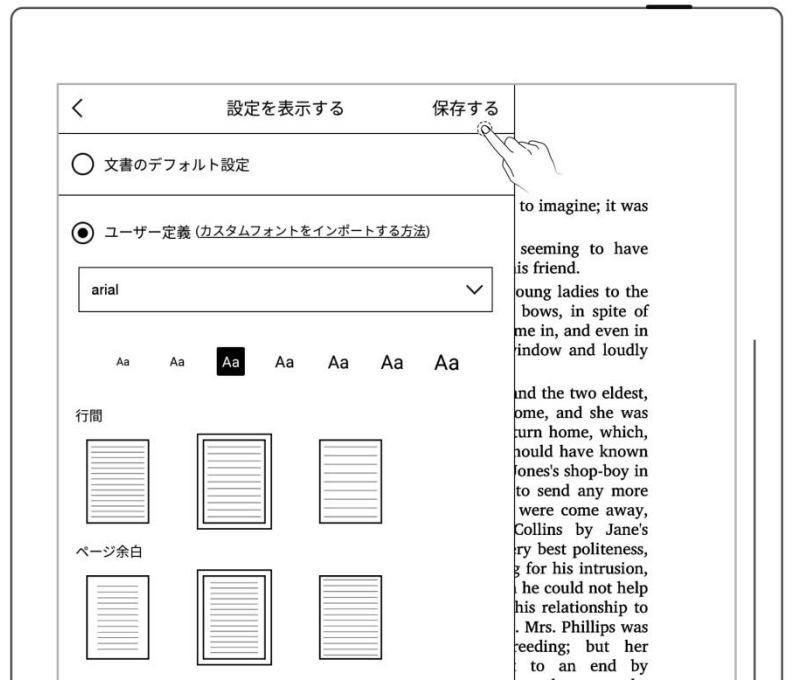 設定を表示する 保存する
文書のデフォルト設定
ユーザー定義 (カスタムフォントをインポートする方法)
arial
Aa Aa Aa Aa Aa Aa Aa
行間
ページ余白
to imagine; it was
seeming to have
is friend.
oung ladies to the
bows, in spite of
me in, and even in
indow and loudly
nd the two eldest,
ome, and she was
urn home, which,
hould have known
Jones's shop-boy in
to send any more
were come away,
Collins by Jane's
ery best politeness,
g for his intrusion,
he could not help
his relationship to
. Mrs. Phillips was
reeding; but her
to an end by